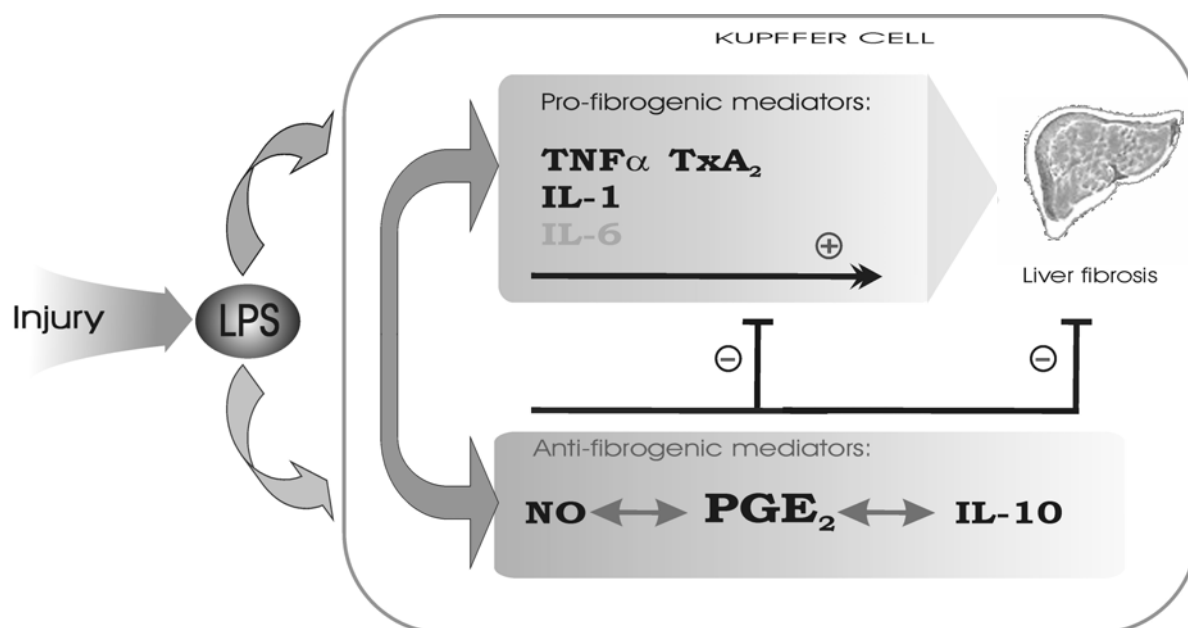 KUPFFER CELL
Pro-fibrogenic mediators:
TNFα TxA₂
IL-1
IL-6
+
Liver fibrosis
Injury
LPS
− −
Anti-fibrogenic mediators:
NO PGE₂ IL-10